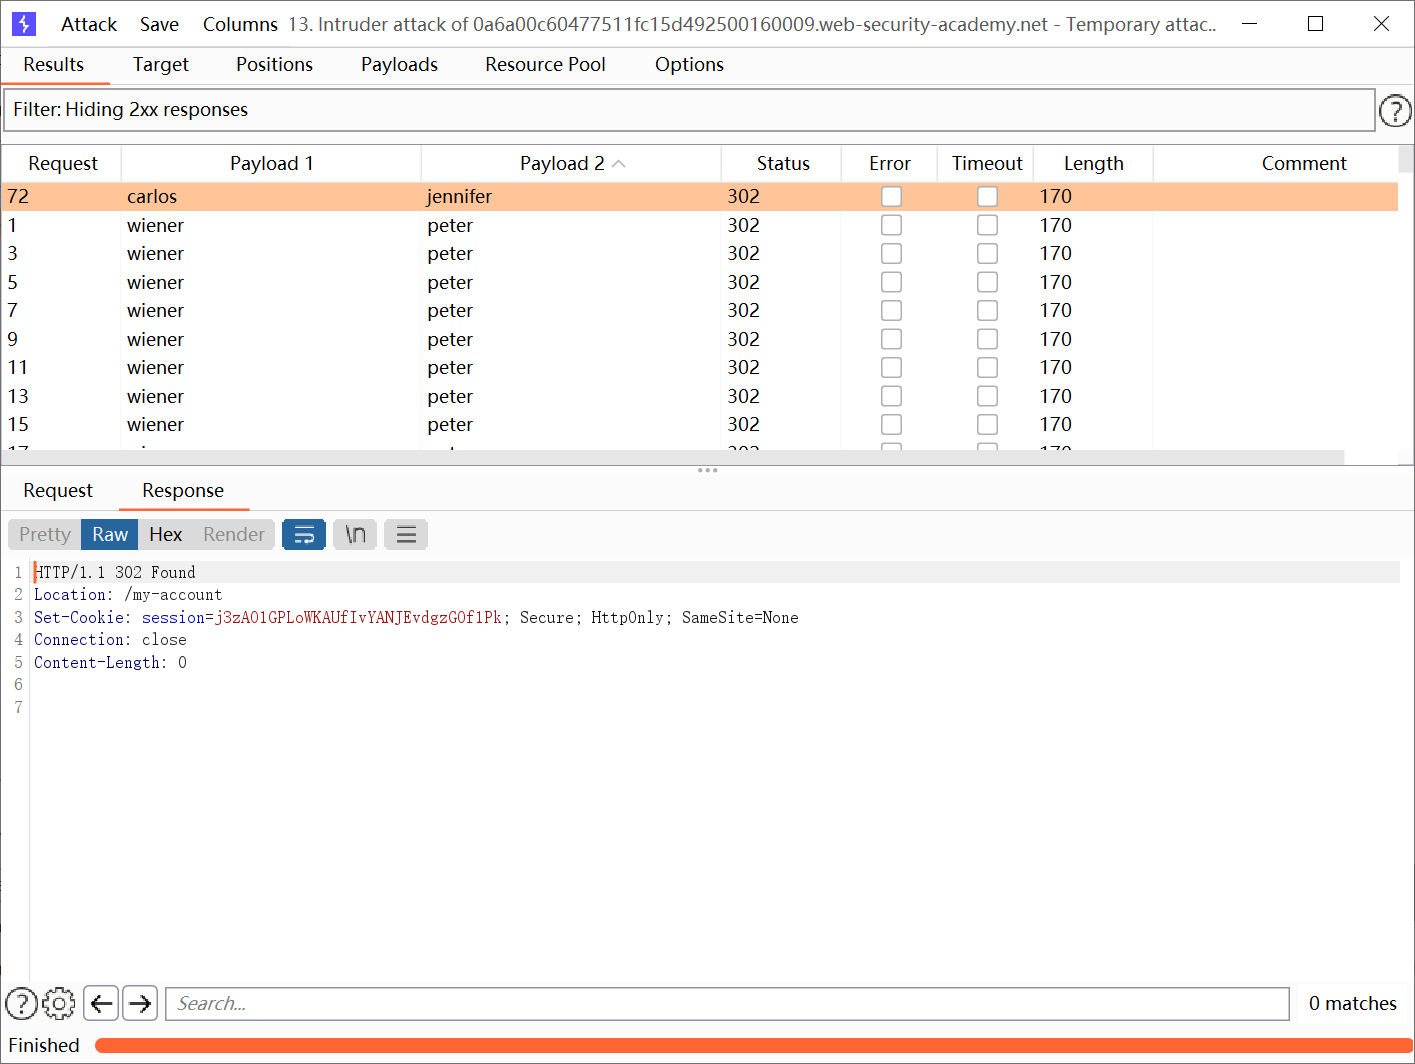 Attack Save Columns 13. Intruder attack of 0a6a00c60477511fc15d492500160009.web-security-academy.net - Temporary attac..
Results Target Positions Payloads Resource Pool Options
Filter: Hiding 2xx responses
Request Payload 1 Payload 2 Status Error Timeout Length Comment
72 carlos jennifer 302 170
1 wiener peter 302 170
3 wiener peter 302 170
5 wiener peter 302 170
7 wiener peter 302 170
9 wiener peter 302 170
11 wiener peter 302 170
13 wiener peter 302 170
15 wiener peter 302 170
Request Response
Pretty Raw Hex Render \n
1 HTTP/1.1 302 Found
2 Location: /my-account
3 Set-Cookie: session=j3zAO1GPLoWKAUfIvYANJEvdgzGOf1Pk; Secure; HttpOnly; SameSite=None
4 Connection: close
5 Content-Length: 0
6
7
Search... 0 matches
Finished